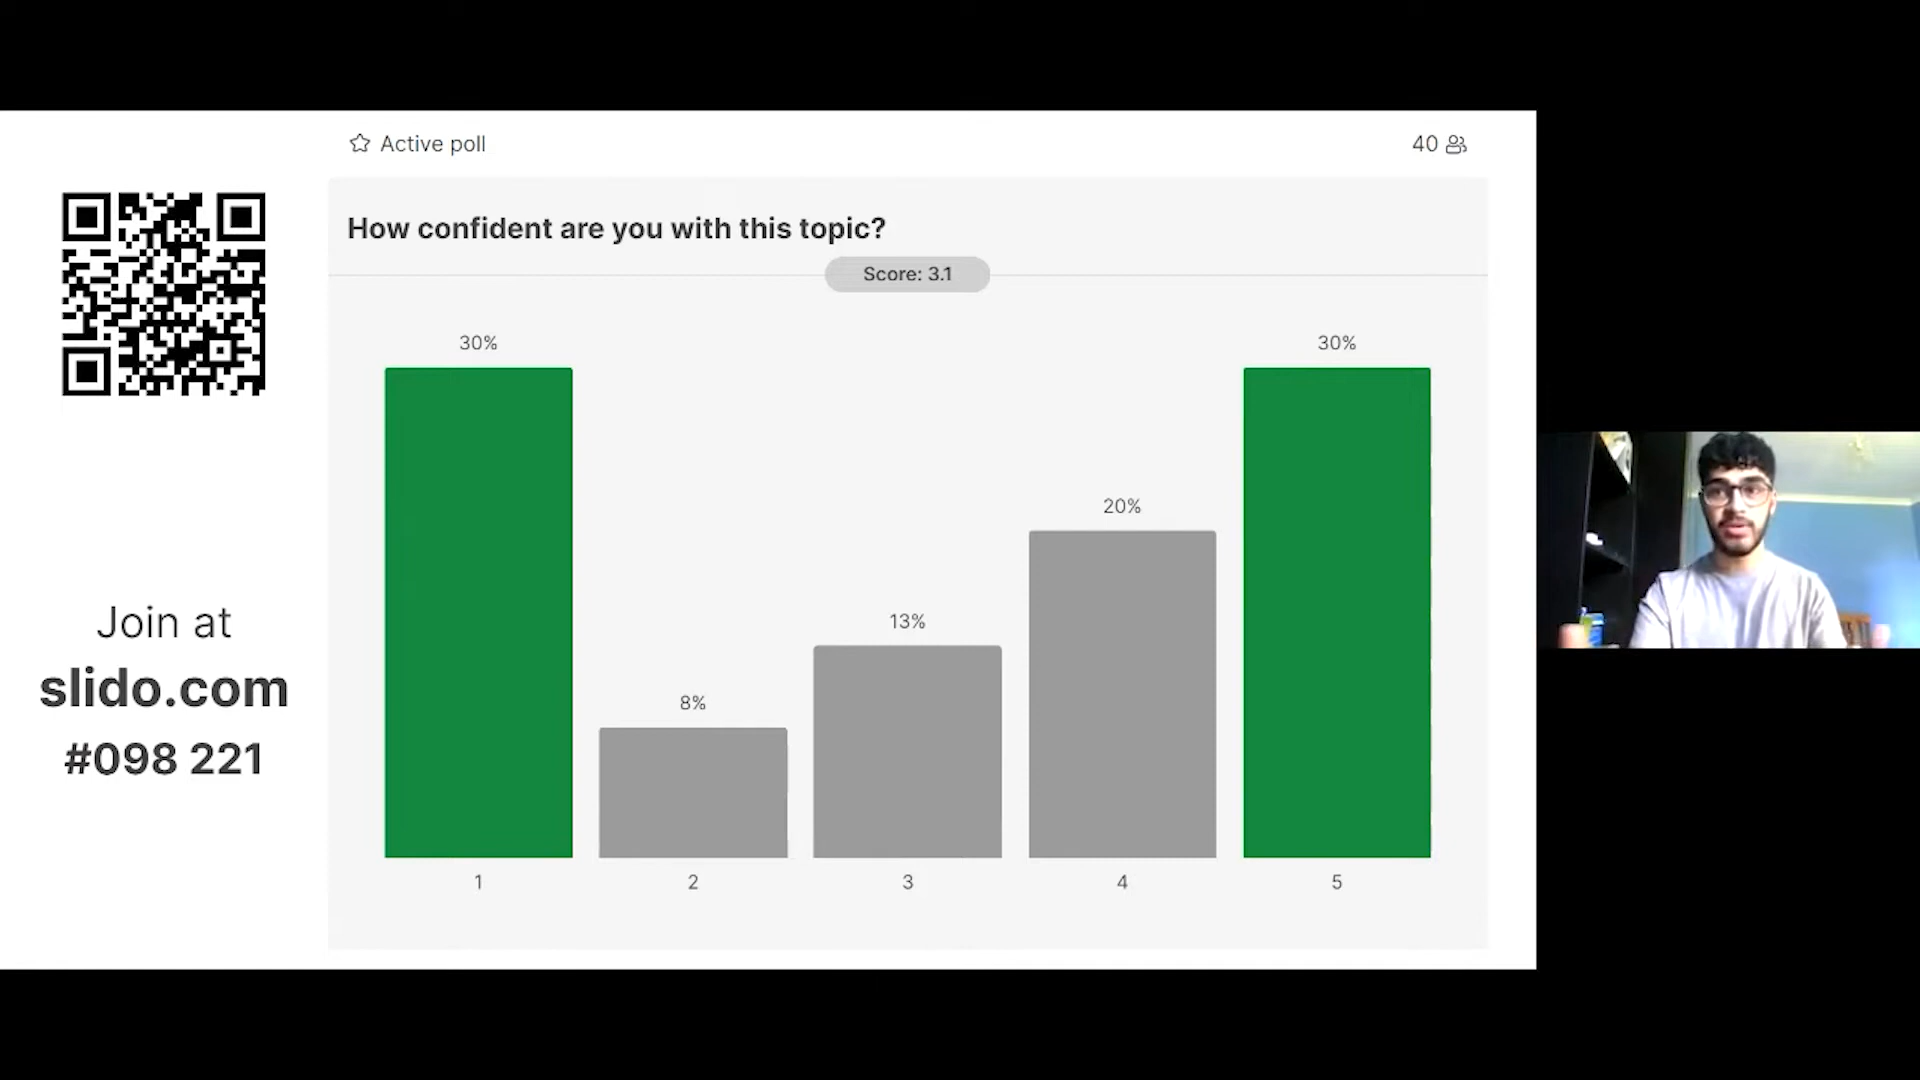 Active poll
40
How confident are you with this topic?
Score: 3.1
30%
8%
13%
20%
30%
1
2
3
4
5
Join at
slido.com
#098 221